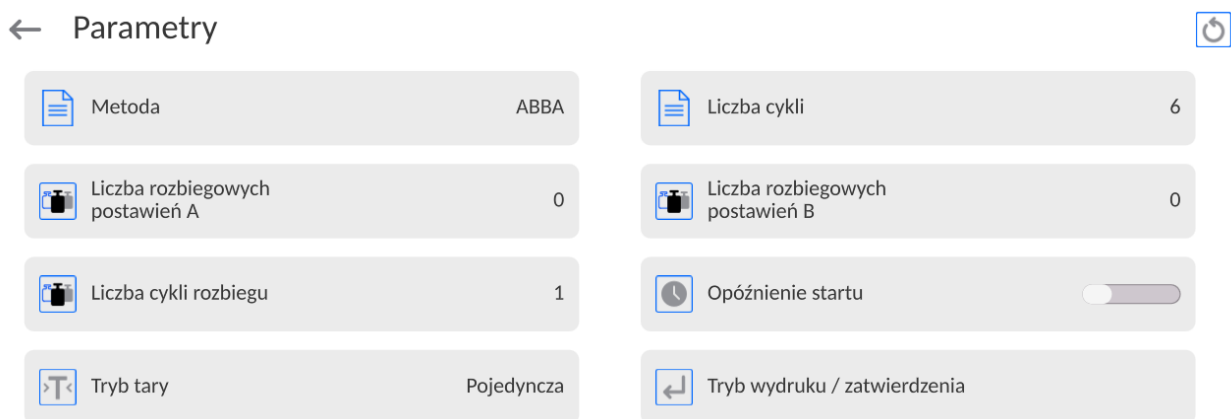 Parametry
Metoda ABBA
Liczba cykli 6
Liczba rozbiegowych
postawień A 0
Liczba rozbiegowych
postawień B 0
Liczba cykli rozbiegu 1
Opóźnienie startu
Tryb tary Pojedyncza
Tryb wydruku / zatwierdzenia